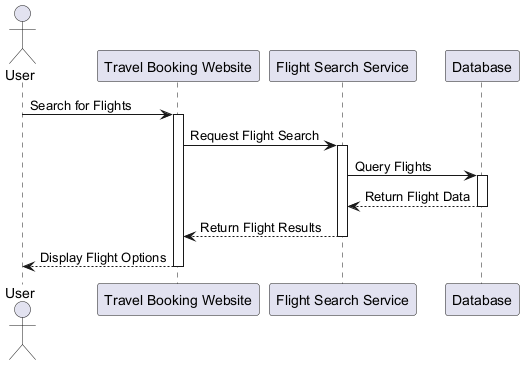 User
Travel Booking Website
Flight Search Service
Database
Search for Flights
Request Flight Search
Query Flights
Return Flight Data
Return Flight Results
Display Flight Options
User
Travel Booking Website
Flight Search Service
Database